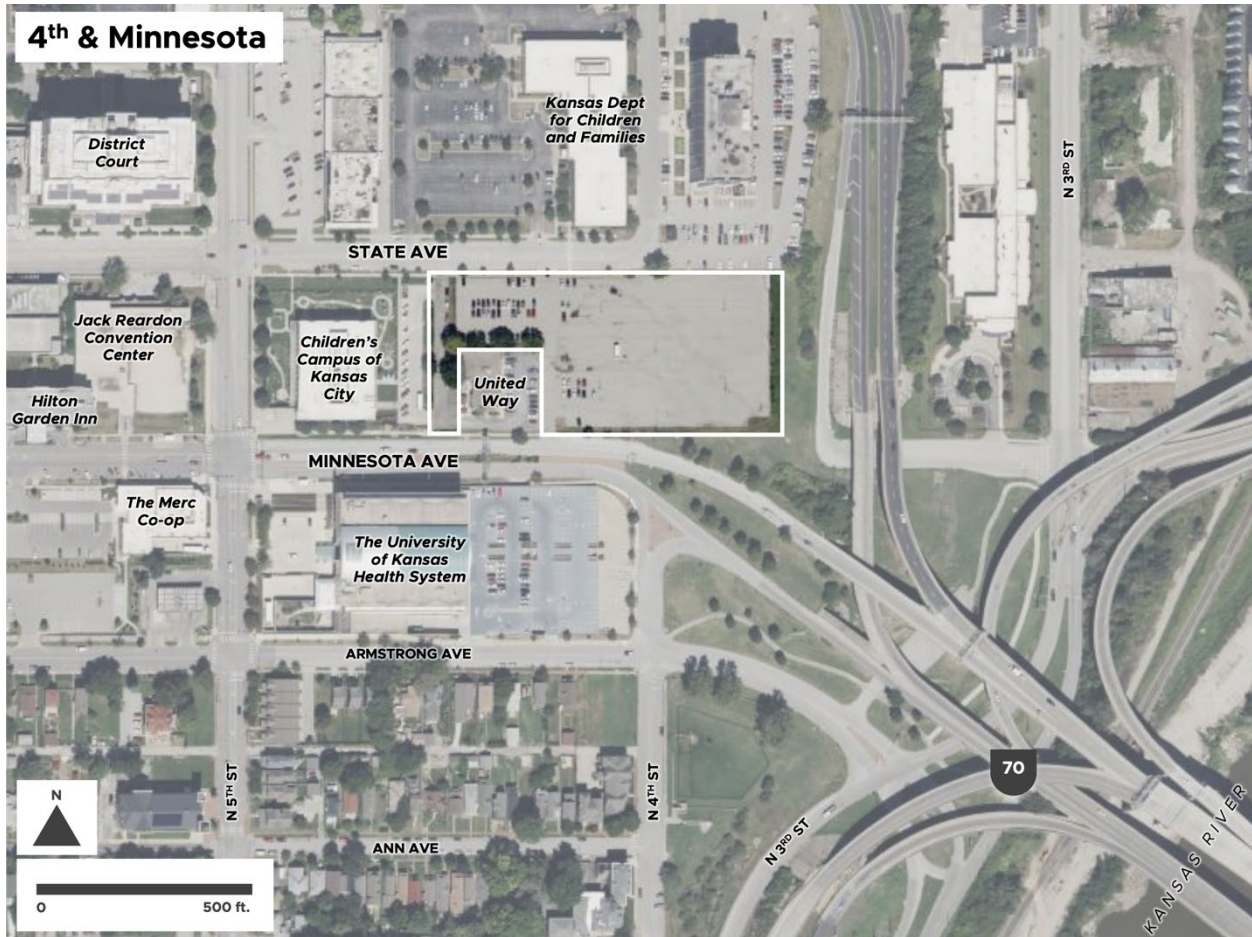 4th & Minnesota
Kansas Dept
for Children
and Families
District
Court
N 3RD ST
STATE AVE
Jack Reardon
Convention
Center
Children's
Campus of
Kansas
City
United
Way
Hilton
Garden Inn
MINNESOTA AVE
The Merc
Co-op
The University
of Kansas
Health System
ARMSTRONG AVE
N 5TH ST
N 4TH ST
70
N 3RD ST
KANSAS RIVER
N
ANN AVE
0
500 ft.